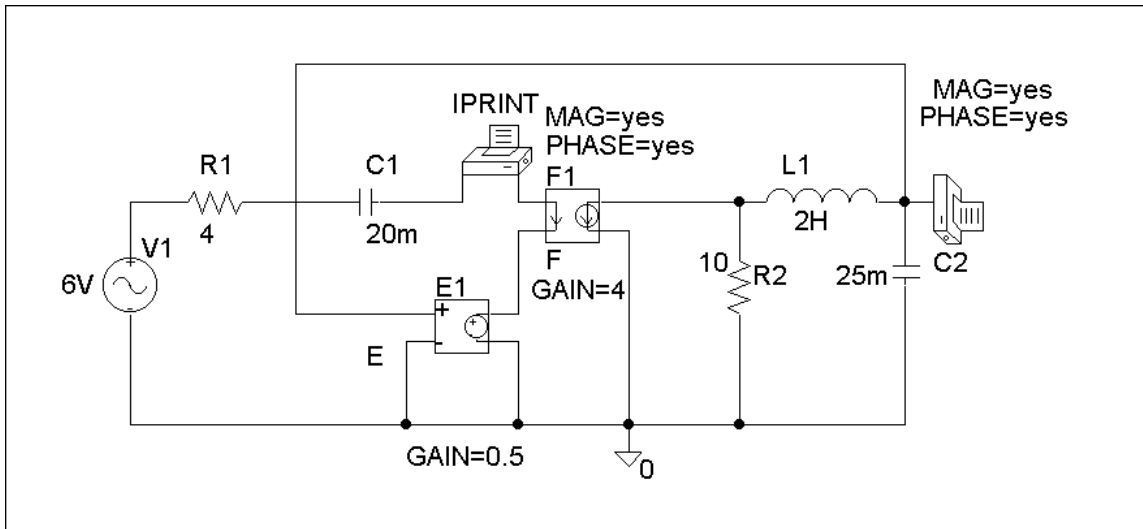 IPRINT
MAG=yes
PHASE=yes
MAG=yes
PHASE=yes
R1
4
C1
20m
F1
F
GAIN=4
L1
2H
V1
6V
E1
+
-
E
GAIN=0.5
10
R2
25m
C2
0